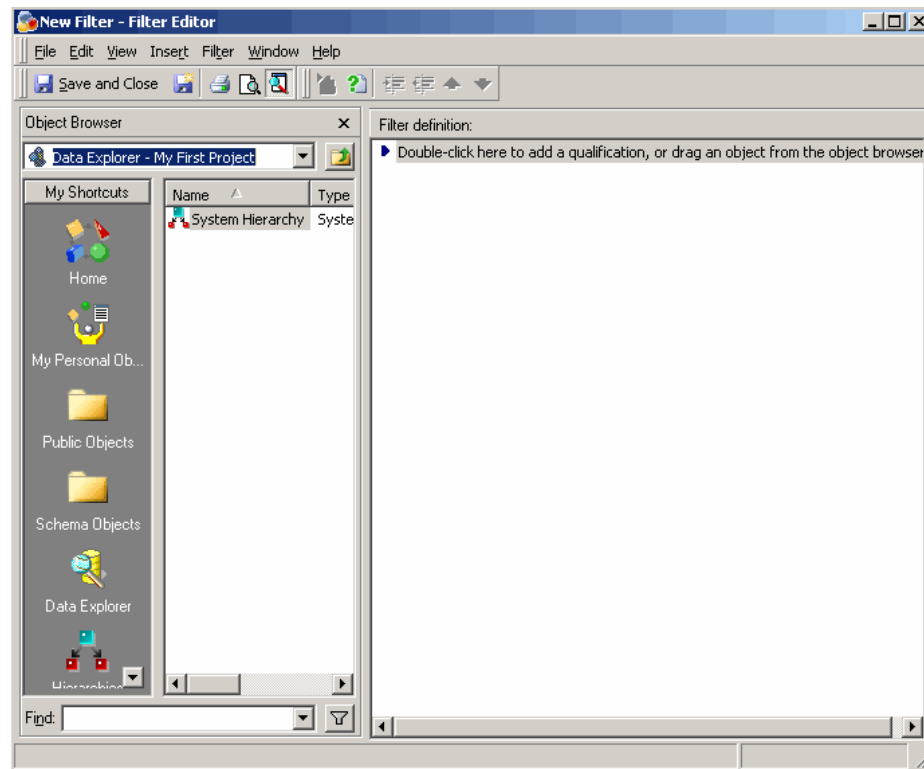 New Filter - Filter Editor
File Edit View Insert Filter Window Help
Save and Close
Object Browser
Data Explorer - My First Project
My Shortcuts
Home
My Personal Ob...
Public Objects
Schema Objects
Data Explorer
Hierarchies
Name Type
System Hierarchy Syste
Find:
Filter definition:
Double-click here to add a qualification, or drag an object from the object browser